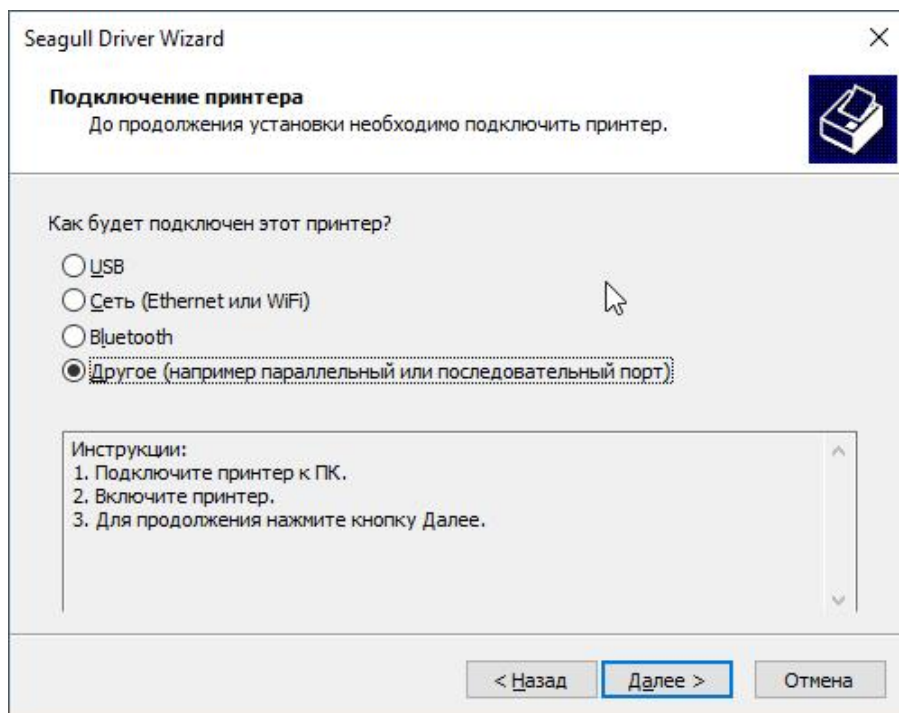 Seagull Driver Wizard
Подключение принтера
До продолжения установки необходимо подключить принтер.
Как будет подключен этот принтер?
USB
Сеть (Ethernet или WiFi)
Bluetooth
Другое (например параллельный или последовательный порт)
Инструкции:
1. Подключите принтер к ПК.
2. Включите принтер.
3. Для продолжения нажмите кнопку Далее.
< Назад
Далее >
Отмена